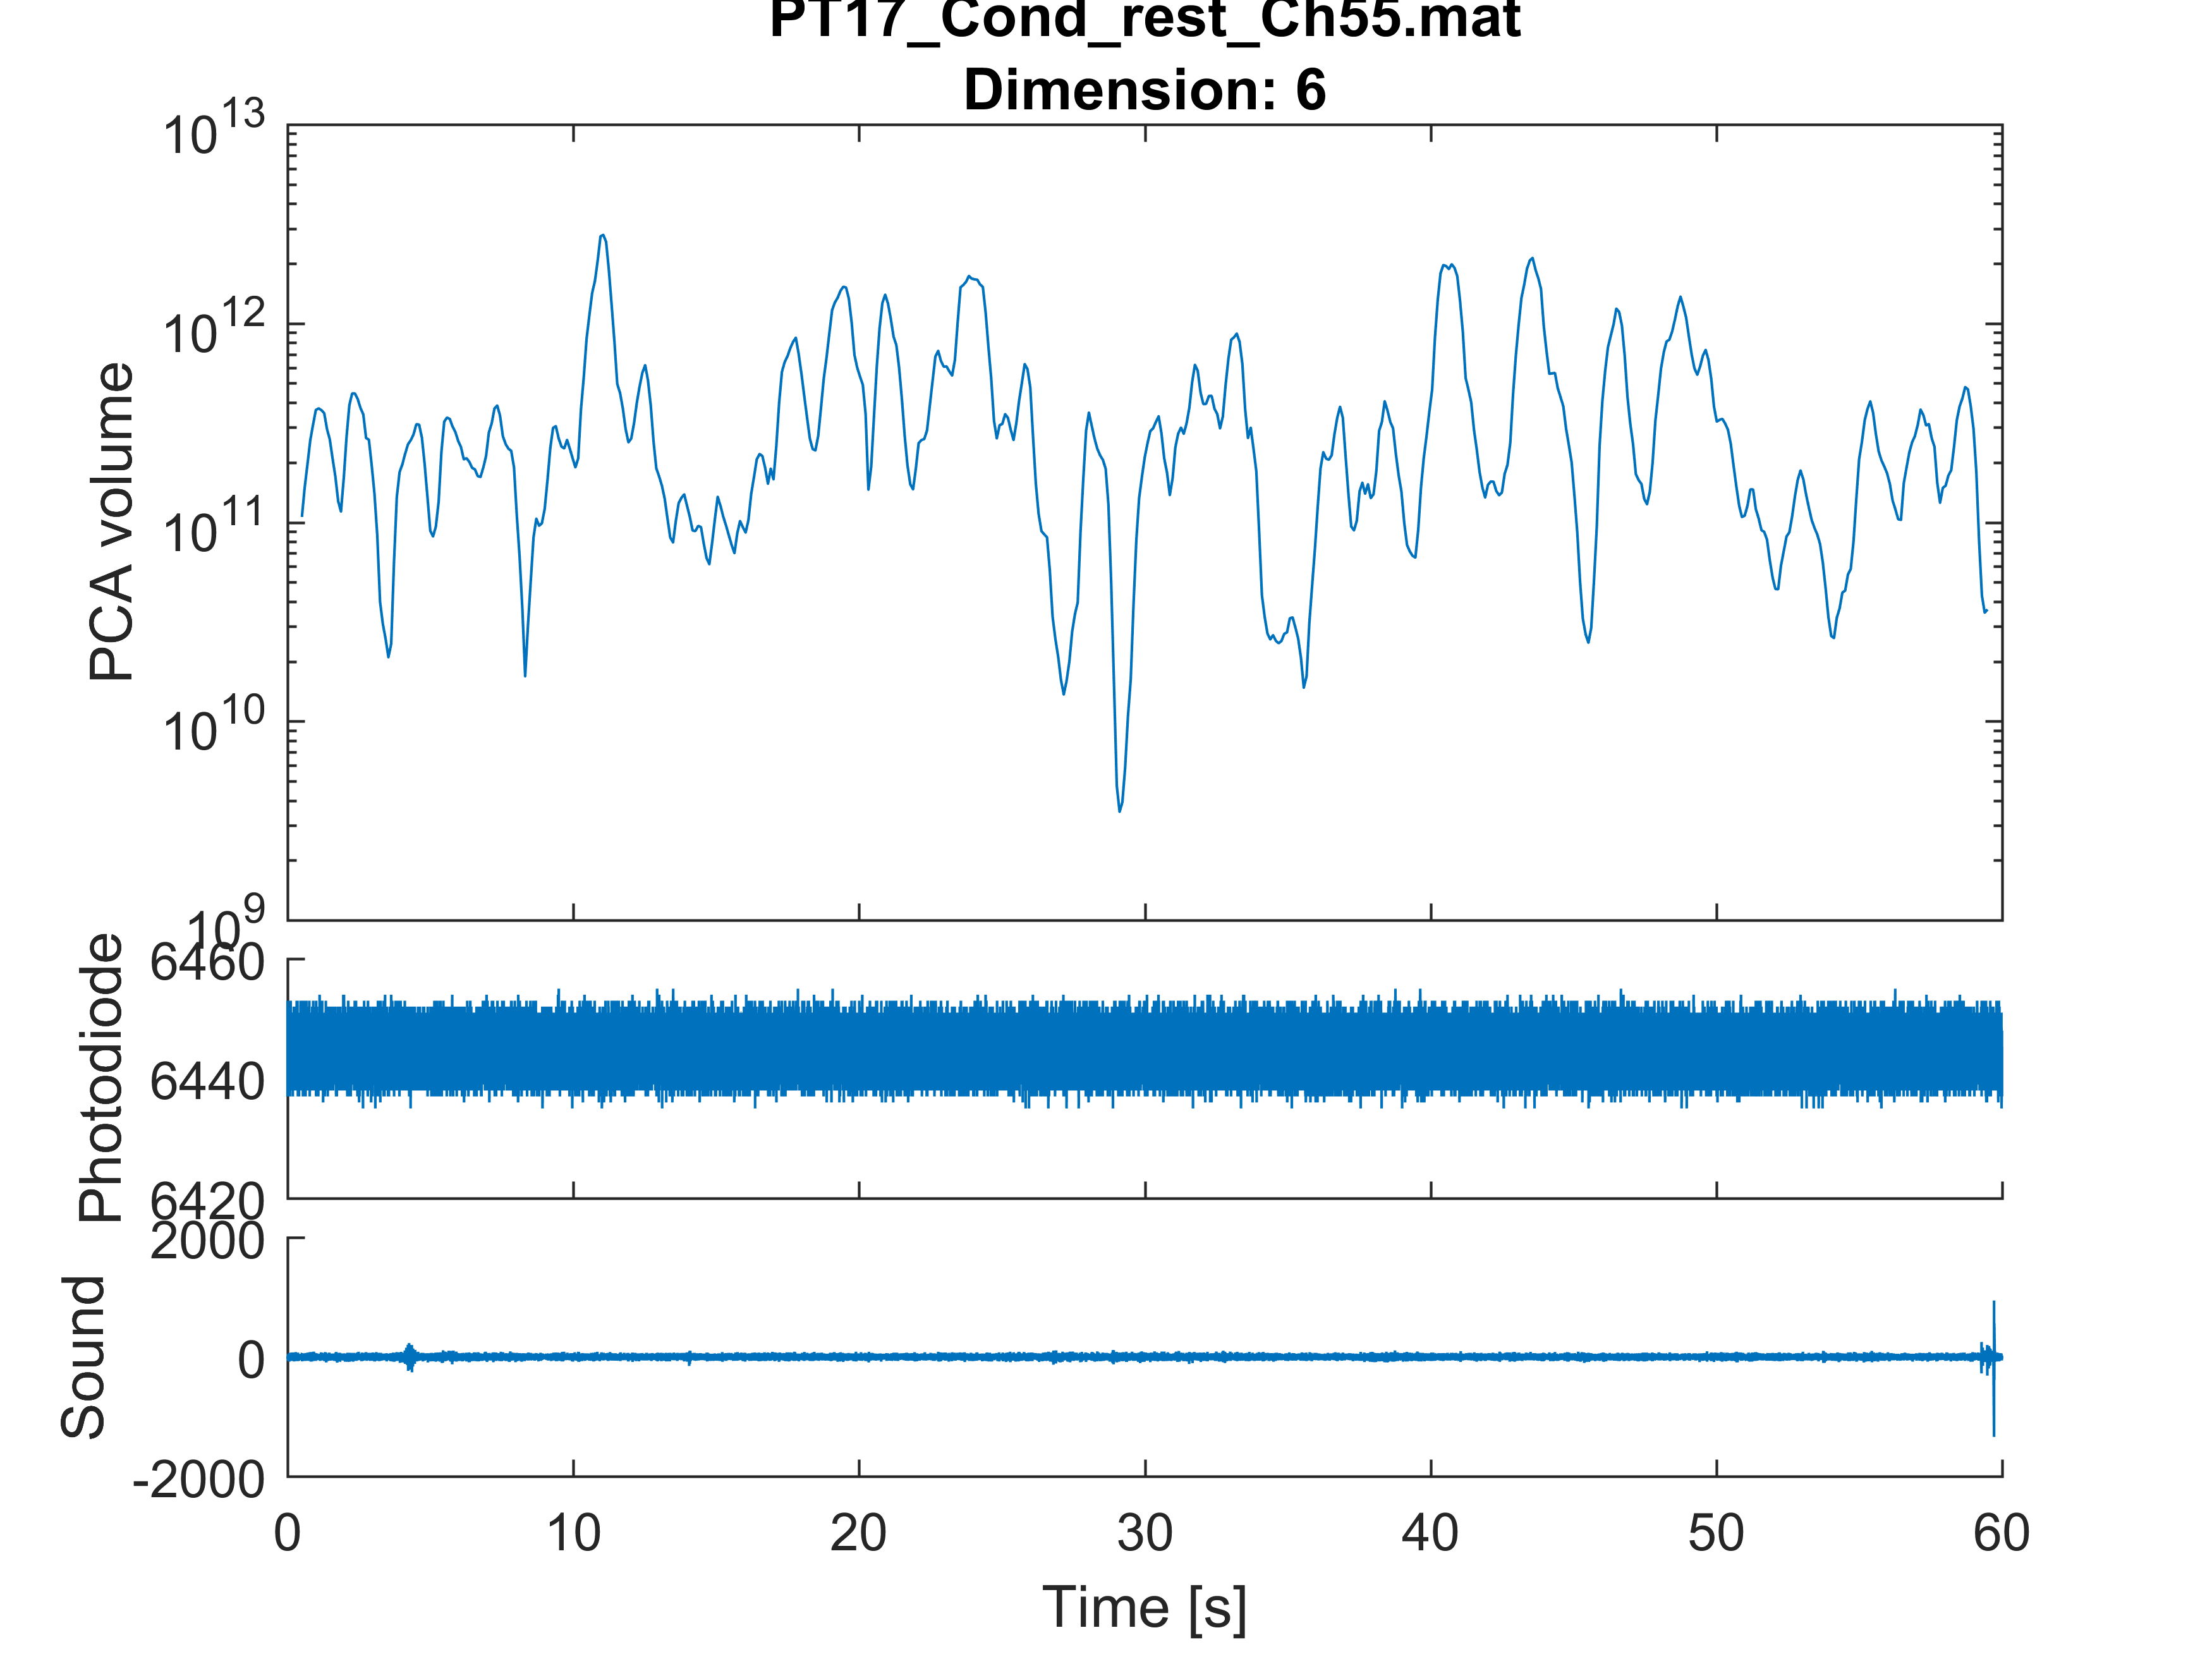 PT17_Cond_rest_Ch55.mat
Dimension: 6
10^13
10^12
10^11
10^10
10^9
PCA volume
6460
6440
6420
Photodiode
2000
0
-2000
Sound
0 10 20 30 40 50 60
Time [s]